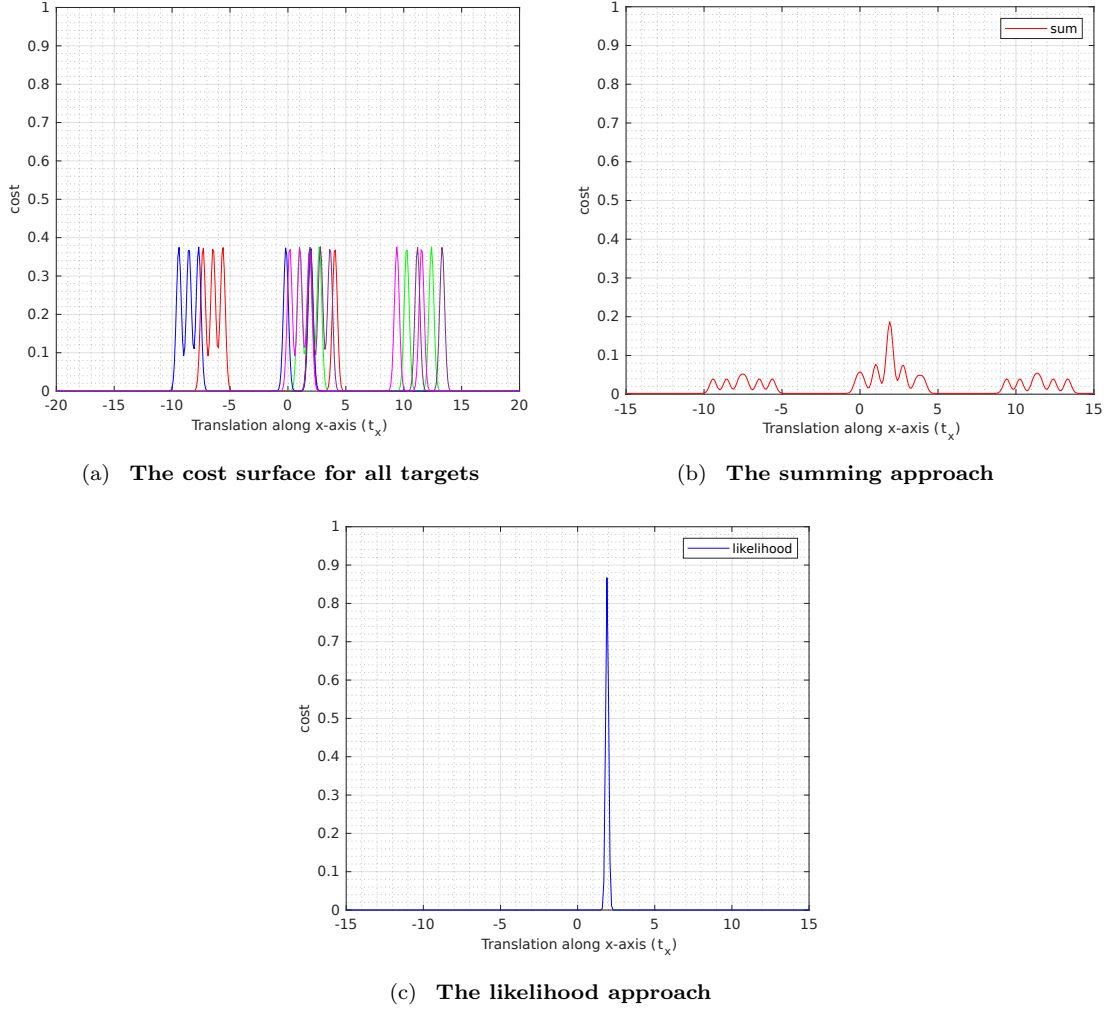 1
0.9
0.8
0.7
0.6
0.5
0.4
0.3
0.2
0.1
0
cost
-20 -15 -10 -5 0 5 10 15 20
Translation along x-axis (t_x)
(a) The cost surface for all targets
1
0.9
0.8
0.7
0.6
0.5
0.4
0.3
0.2
0.1
0
cost
sum
-15 -10 -5 0 5 10 15
Translation along x-axis (t_x)
(b) The summing approach
1
0.9
0.8
0.7
0.6
0.5
0.4
0.3
0.2
0.1
0
cost
likelihood
-15 -10 -5 0 5 10 15
Translation along x-axis (t_x)
(c) The likelihood approach